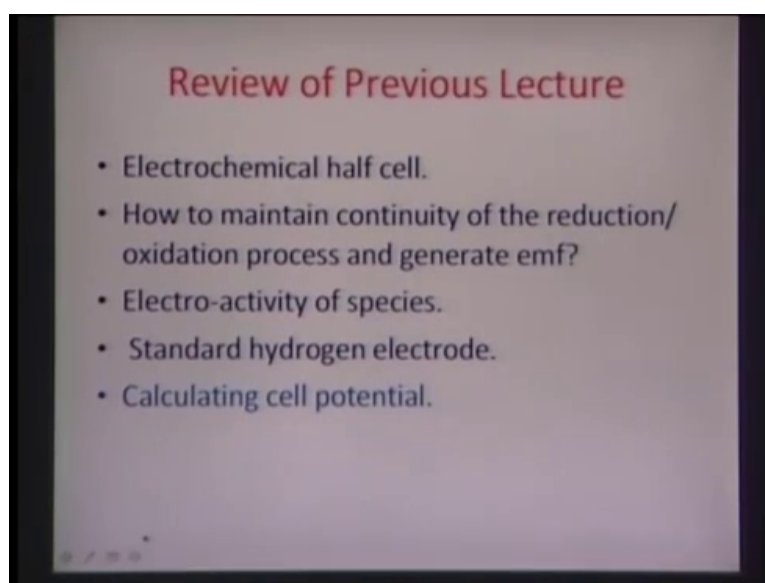 Review of Previous Lecture
• Electrochemical half cell.
• How to maintain continuity of the reduction/
oxidation process and generate emf?
• Electro-activity of species.
• Standard hydrogen electrode.
• Calculating cell potential.